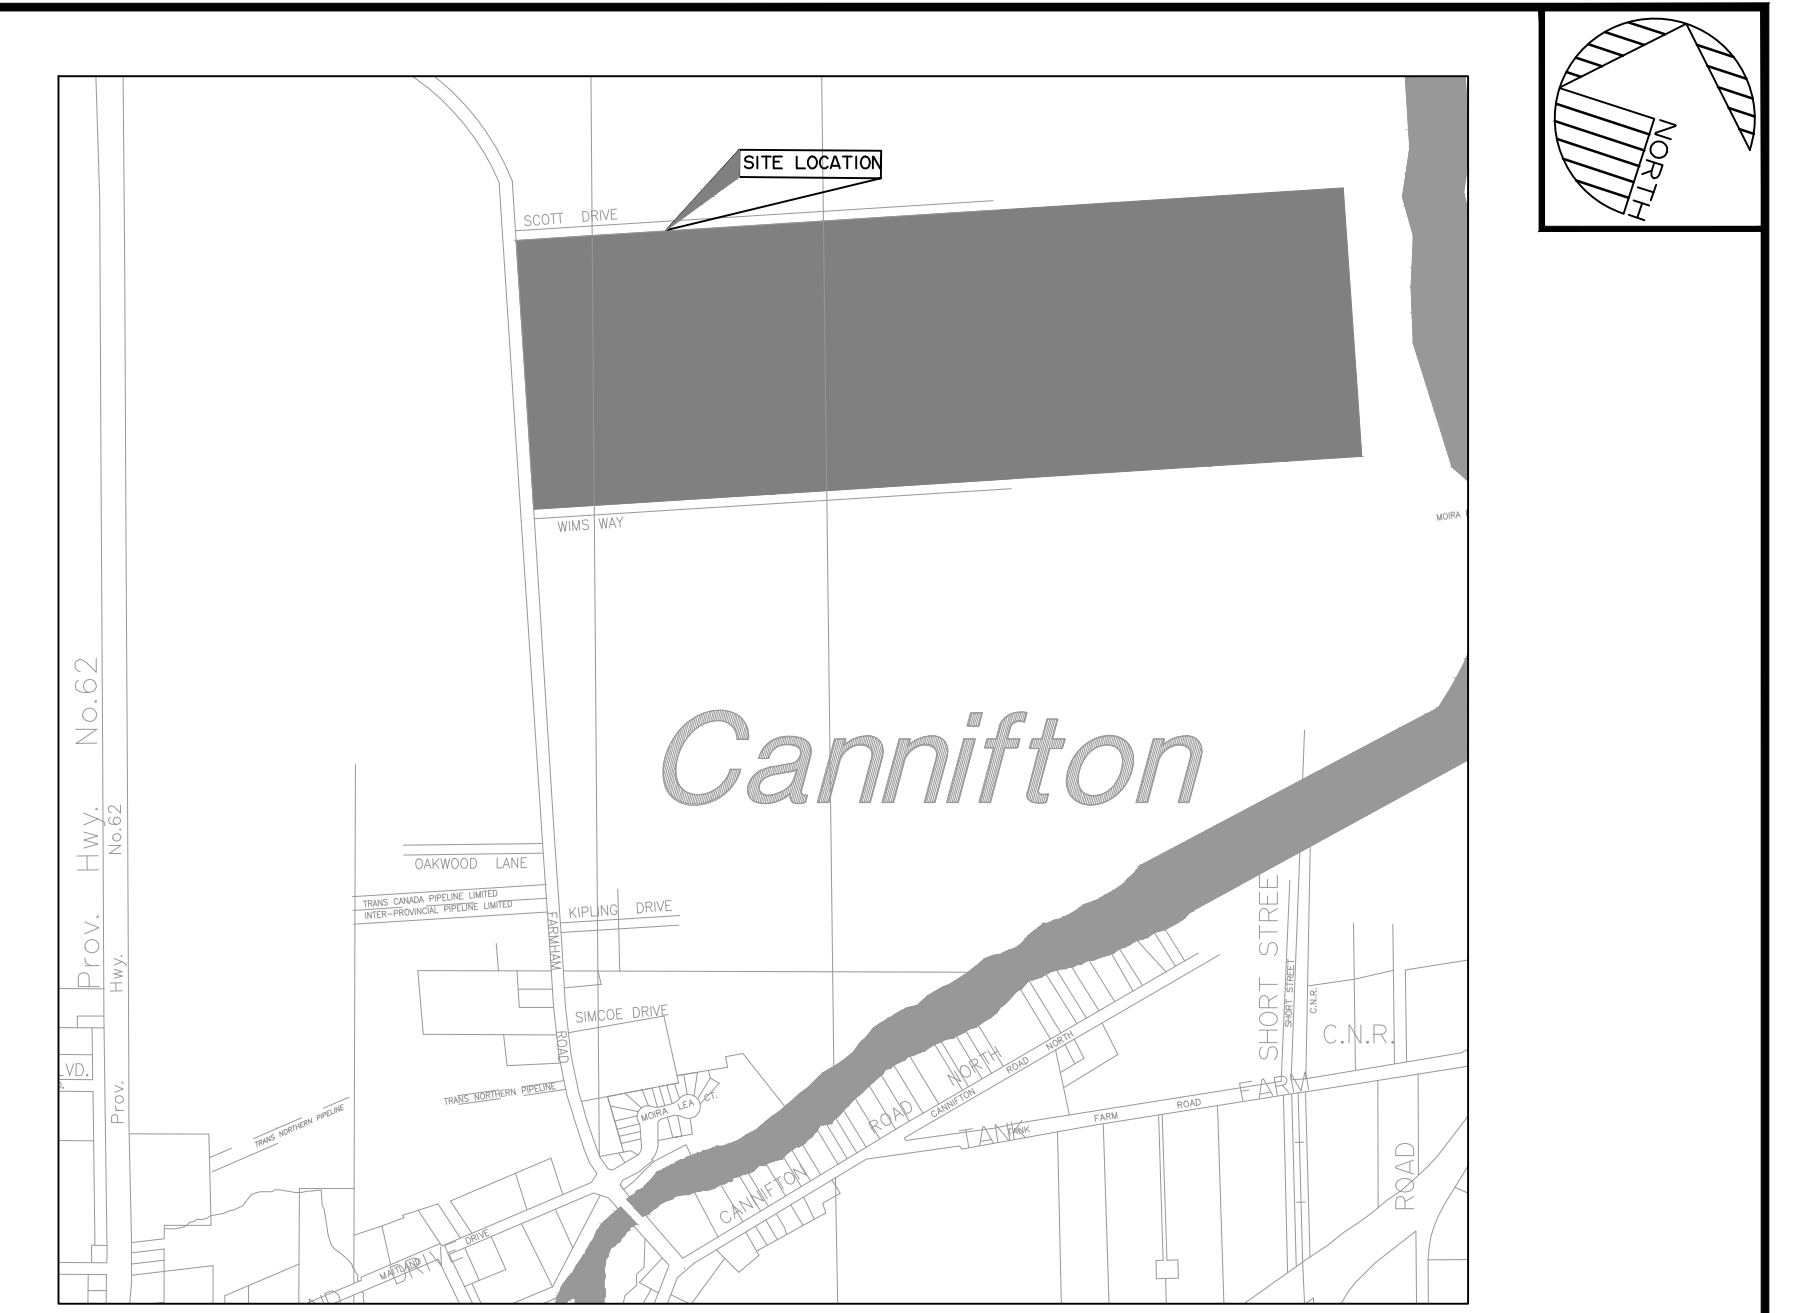 NORTH
SITE LOCATION
SCOTT DRIVE
WIMS WAY
MOIRA
Prov. Hwy. No.62
Prov. Hwy. No.62
Cannifton
OAKWOOD LANE
TRANS CANADA PIPELINE LIMITED
INTER-PROVINCIAL PIPELINE LIMITED
KIPLING DRIVE
FARMHAM ROAD
SIMCOE DRIVE
TRANS NORTHERN PIPELINE
TRANS NORTHERN PIPELINE
MOIRA LEA CT.
LVD.
SHORT STREE
SHORT STREET
C.N.R.
C.N.R.
CANNIFTON ROAD NORTH
CANNIFTON ROAD NORTH
TANK FARM ROAD
TANK FARM ROAD
MAITLAND DRIVE
ND DRIVE